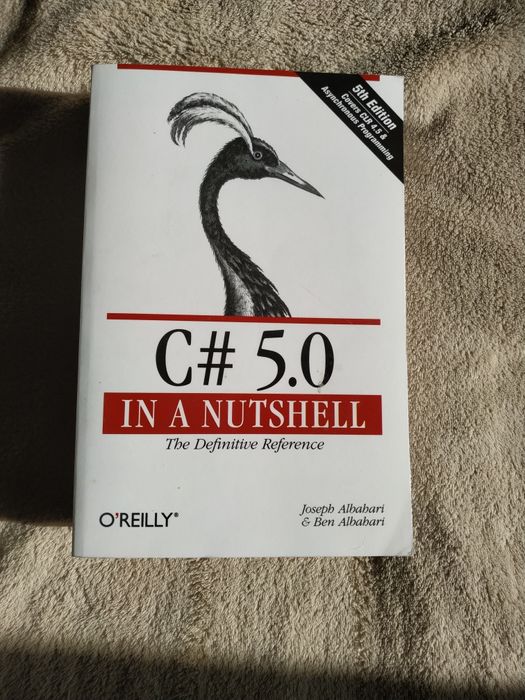 5th Edition
Covers CLR 4.5 &
Asynchronous Programming
C# 5.0
IN A NUTSHELL
The Definitive Reference
O'REILLY®
Joseph Albahari
& Ben Albahari